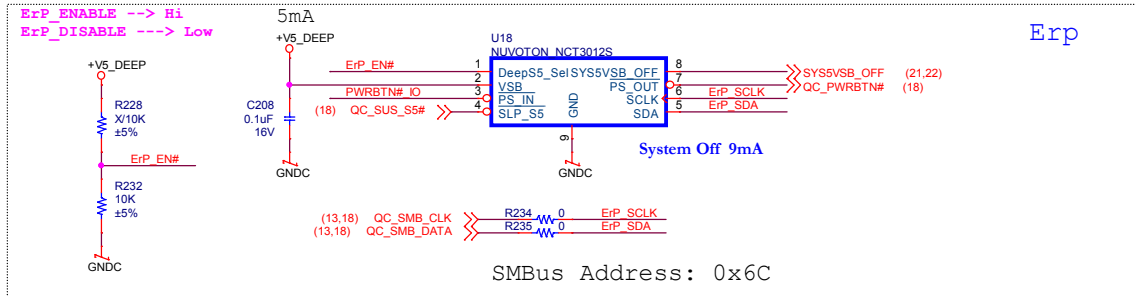 ErP_ENABLE --> Hi
ErP_DISABLE ---> Low
5mA
Erp
+V5_DEEP
R228
X/10K
±5%
ErP_EN#
R232
10K
±5%
GNDC
+V5_DEEP
C208
0.1uF
16V
GNDC
U18
NUVOTON_NCT3012S
ErP_EN# 1 DeepS5_Sel SYS5VSB_OFF 8 SYS5VSB_OFF (21,22)
2 VSB PS_OUT 7 QC_PWRBTN# (18)
PWRBTN#_IO 3 PS_IN SCLK 6 ErP_SCLK
(18) QC_SUS_S5# 4 SLP_S5 SDA 5 ErP_SDA
GND
9
GNDC
System Off 9mA
(13,18) QC_SMB_CLK R234 0 ErP_SCLK
(13,18) QC_SMB_DATA R235 0 ErP_SDA
SMBus Address: 0x6C